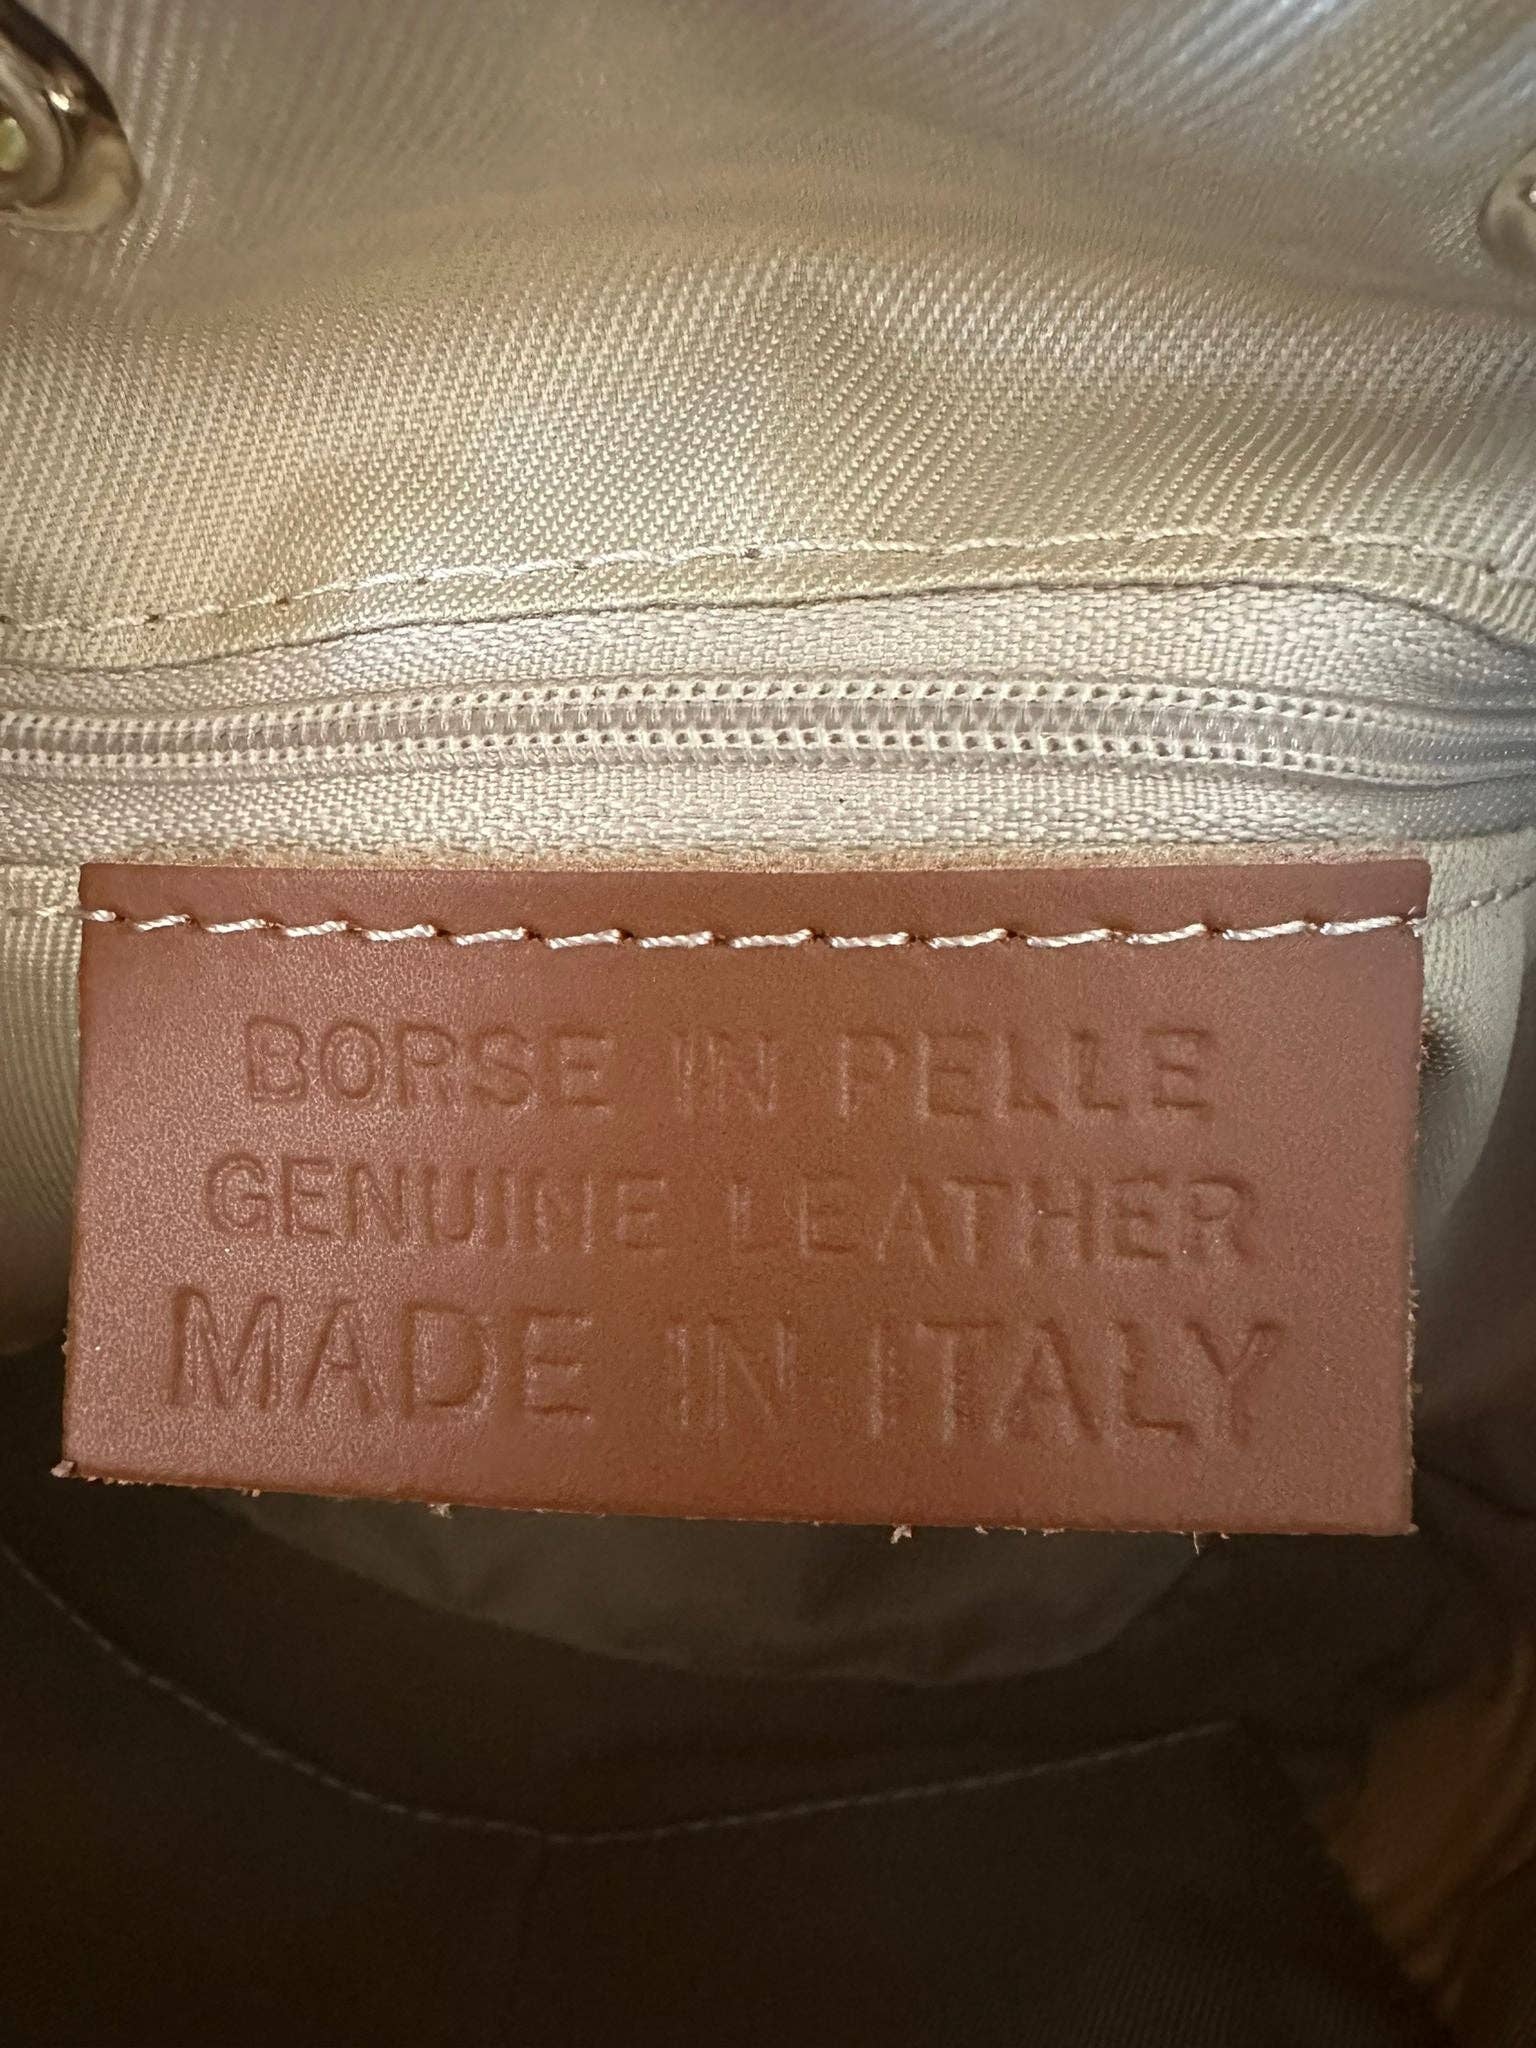 BORSE IN PELLE
GENUINE LEATHER
MADE IN ITALY